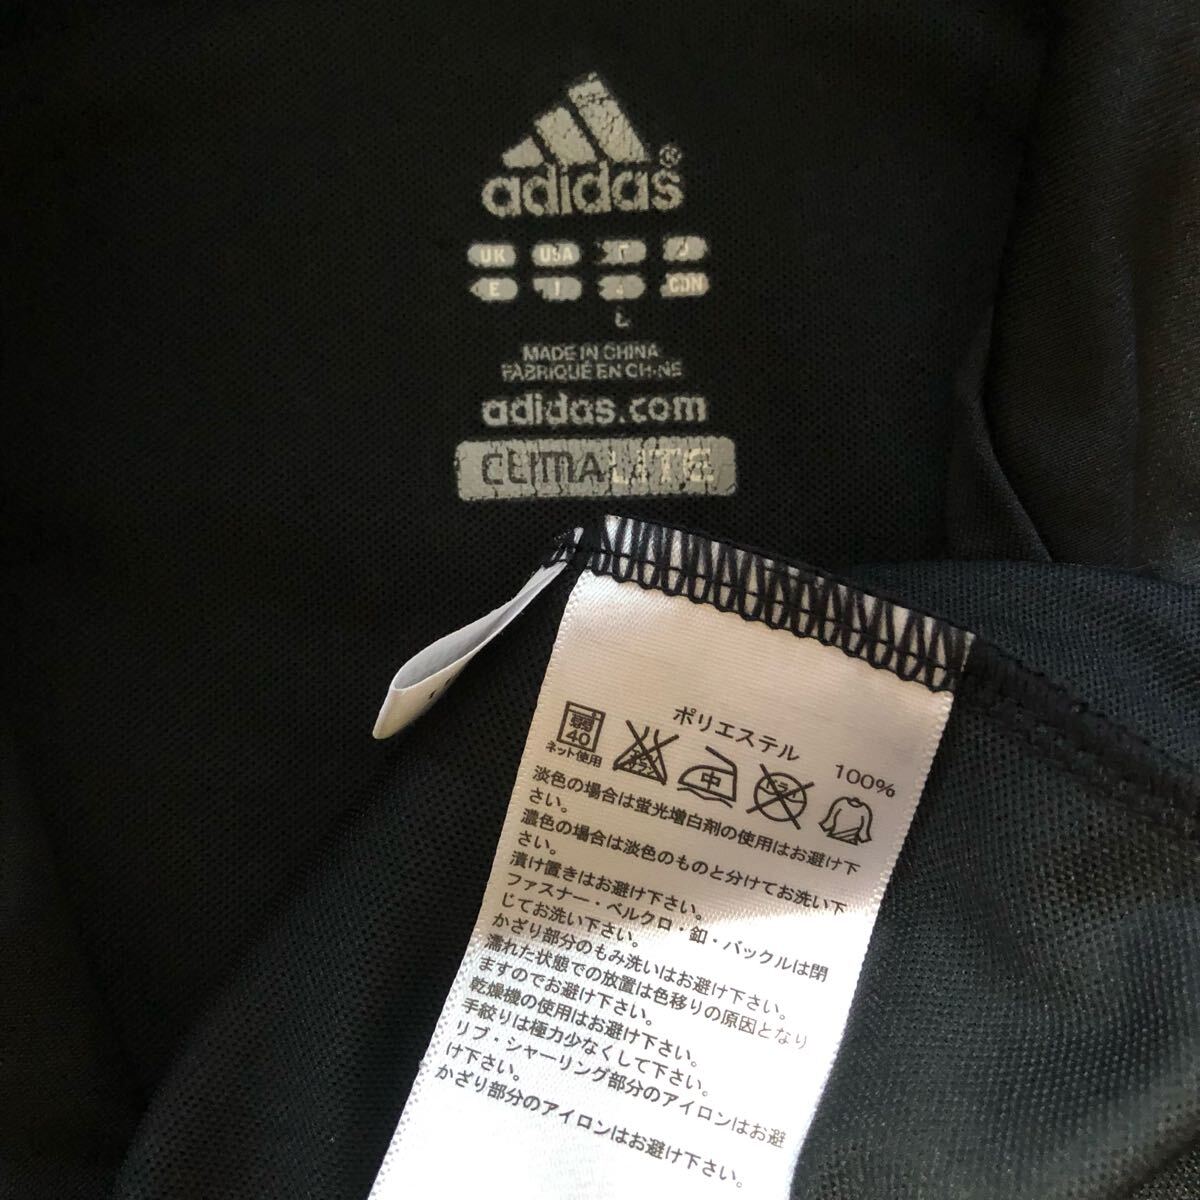 adidas®
UK USA F J
E I CDN
L
MADE IN CHINA
FABRIQUÉ EN CHINE
adidas.com
CLIMALITE
ポリエステル 100%
弱 40 中 ドライ
ネット使用
淡色の場合は蛍光増白剤の使用はお避け下
さい。
濃色の場合は淡色のものと分けてお洗い下
さい。
漬け置きはお避け下さい。
ファスナー・ベルクロ・釦・バックルは閉
じてお洗い下さい。
かざり部分のもみ洗いはお避け下さい。
濡れた状態での放置は色移りの原因となり
ますのでお避け下さい。
乾燥機の使用はお避け下さい。
手絞りは極力少なくして下さい。
リブ・シャーリング部分のアイロンはお避
け下さい。
かざり部分のアイロンはお避け下さい。